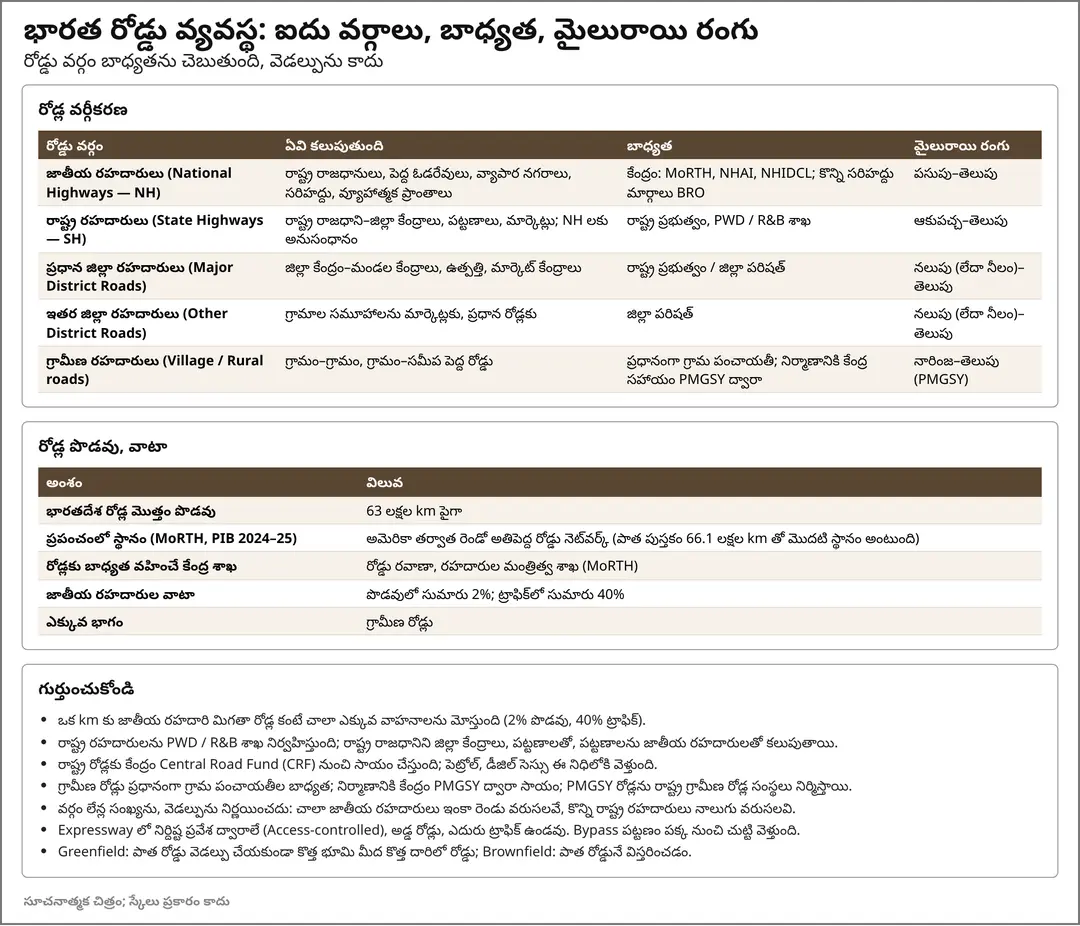 భారత రోడ్డు వ్యవస్థ: ఐదు వర్గాలు, బాధ్యత, మైలురాయి రంగు
రోడ్డు వర్గం బాధ్యతను చెబుతుంది, వెడల్పును కాదు
రోడ్ల వర్గీకరణ
రోడ్డు వర్గం	ఏవి కలుపుతుంది	బాధ్యత	మైలురాయి రంగు
జాతీయ రహదారులు (National	రాష్ట్ర రాజధానులు, పెద్ద ఓడరేవులు, వ్యాపార నగరాలు,	కేంద్రం: MoRTH, NHAI, NHIDCL; కొన్ని సరిహద్దు	పసుపు–తెలుపు
Highways — NH)	సరిహద్దు, వ్యూహాత్మక ప్రాంతాలు	మార్గాలు BRO
రాష్ట్ర రహదారులు (State Highways	రాష్ట్ర రాజధాని–జిల్లా కేంద్రాలు, పట్టణాలు, మార్కెట్లు; NH లకు	రాష్ట్ర ప్రభుత్వం, PWD / R&B శాఖ	ఆకుపచ్చ–తెలుపు
— SH)	అనుసంధానం
ప్రధాన జిల్లా రహదారులు (Major	జిల్లా కేంద్రం–మండల కేంద్రాలు, ఉత్పత్తి, మార్కెట్ కేంద్రాలు	రాష్ట్ర ప్రభుత్వం / జిల్లా పరిషత్	నలుపు (లేదా నీలం)–
District Roads)	తెలుపు
ఇతర జిల్లా రహదారులు (Other	గ్రామాల సమూహాలను మార్కెట్లకు, ప్రధాన రోడ్లకు	జిల్లా పరిషత్	నలుపు (లేదా నీలం)–
District Roads)	తెలుపు
గ్రామీణ రహదారులు (Village / Rural	గ్రామం–గ్రామం, గ్రామం–సమీప పెద్ద రోడ్డు	ప్రధానంగా గ్రామ పంచాయతీ; నిర్మాణానికి కేంద్ర	నారింజ–తెలుపు
roads)	సహాయం PMGSY ద్వారా	(PMGSY)
రోడ్ల పొడవు, వాటా
అంశం	విలువ
భారతదేశ రోడ్ల మొత్తం పొడవు	63 లక్షల km పైగా
ప్రపంచంలో స్థానం (MoRTH, PIB 2024–25)	అమెరికా తర్వాత రెండో అతిపెద్ద రోడ్డు నెట్‌వర్క్ (పాత పుస్తకం 66.1 లక్షల km తో మొదటి స్థానం అంటుంది)
రోడ్లకు బాధ్యత వహించే కేంద్ర శాఖ	రోడ్డు రవాణా, రహదారుల మంత్రిత్వ శాఖ (MoRTH)
జాతీయ రహదారుల వాటా	పొడవులో సుమారు 2%; ట్రాఫిక్‌లో సుమారు 40%
ఎక్కువ భాగం	గ్రామీణ రోడ్లు
గుర్తుంచుకోండి
• ఒక km కు జాతీయ రహదారి మిగతా రోడ్ల కంటే చాలా ఎక్కువ వాహనాలను మోస్తుంది (2% పొడవు, 40% ట్రాఫిక్).
• రాష్ట్ర రహదారులను PWD / R&B శాఖ నిర్వహిస్తుంది; రాష్ట్ర రాజధానిని జిల్లా కేంద్రాలు, పట్టణాలతో, పట్టణాలను జాతీయ రహదారులతో కలుపుతాయి.
• రాష్ట్ర రోడ్లకు కేంద్రం Central Road Fund (CRF) నుంచి సాయం చేస్తుంది; పెట్రోల్, డీజిల్ సెస్సు ఈ నిధిలోకి వెళ్తుంది.
• గ్రామీణ రోడ్లు ప్రధానంగా గ్రామ పంచాయతీల బాధ్యత; నిర్మాణానికి కేంద్రం PMGSY ద్వారా సాయం; PMGSY రోడ్లను రాష్ట్ర గ్రామీణ రోడ్ల సంస్థలు నిర్మిస్తాయి.
• వర్గం లేన్ల సంఖ్యను, వెడల్పును నిర్ణయించదు: చాలా జాతీయ రహదారులు ఇంకా రెండు వరుసలవే, కొన్ని రాష్ట్ర రహదారులు నాలుగు వరుసలవి.
• Expressway లో నిర్దిష్ట ప్రవేశ ద్వారాలే (Access-controlled), అడ్డ రోడ్లు, ఎదురు ట్రాఫిక్ ఉండవు. Bypass పట్టణం పక్క నుంచి చుట్టి వెళ్తుంది.
• Greenfield: పాత రోడ్డు వెడల్పు చేయకుండా కొత్త భూమి మీద కొత్త దారిలో రోడ్డు; Brownfield: పాత రోడ్డునే విస్తరించడం.
సూచనాత్మక చిత్రం; స్కేలు ప్రకారం కాదు